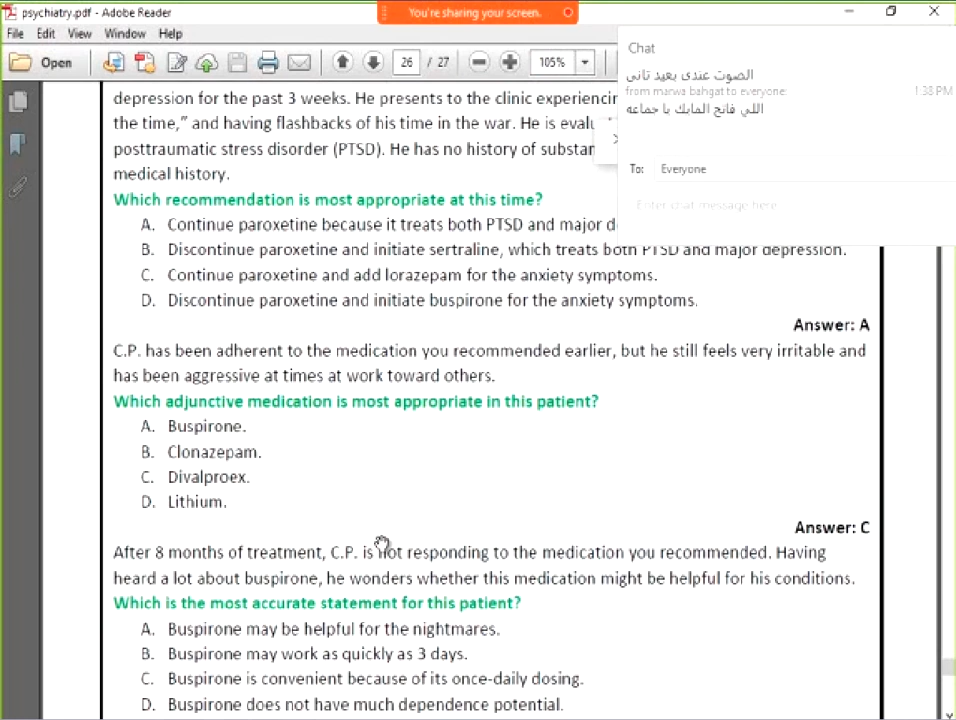 psychiatry.pdf - Adobe Reader
You're sharing your screen.
File Edit View Window Help
Open
26 / 27
105%
Chat
الصوت عندى بعيد تانى
from marwa bahgat to everyone:
1:38 PM
اللي فاتح المايك يا جماعه
To: Everyone
Enter chat message here
depression for the past 3 weeks. He presents to the clinic experiencin
the time,” and having flashbacks of his time in the war. He is evalu
posttraumatic stress disorder (PTSD). He has no history of substan
medical history.
Which recommendation is most appropriate at this time?
A. Continue paroxetine because it treats both PTSD and major d
B. Discontinue paroxetine and initiate sertraline, which treats both PTSD and major depression.
C. Continue paroxetine and add lorazepam for the anxiety symptoms.
D. Discontinue paroxetine and initiate buspirone for the anxiety symptoms.
Answer: A
C.P. has been adherent to the medication you recommended earlier, but he still feels very irritable and
has been aggressive at times at work toward others.
Which adjunctive medication is most appropriate in this patient?
A. Buspirone.
B. Clonazepam.
C. Divalproex.
D. Lithium.
Answer: C
After 8 months of treatment, C.P. is not responding to the medication you recommended. Having
heard a lot about buspirone, he wonders whether this medication might be helpful for his conditions.
Which is the most accurate statement for this patient?
A. Buspirone may be helpful for the nightmares.
B. Buspirone may work as quickly as 3 days.
C. Buspirone is convenient because of its once-daily dosing.
D. Buspirone does not have much dependence potential.